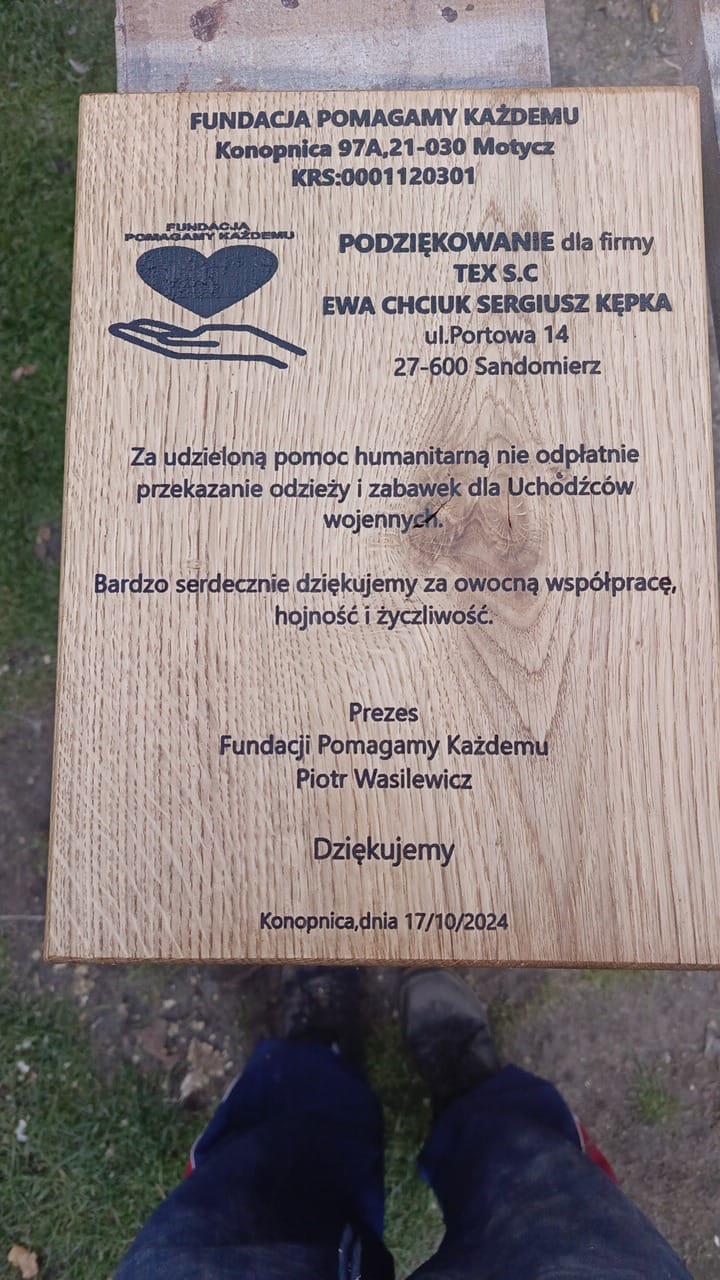 FUNDACJA POMAGAMY KAŻDEMU
Konopnica 97A,21-030 Motycz
KRS:0001120301
FUNDACJA
POMAGAMY KAŻDEMU
PODZIĘKOWANIE dla firmy
TEX S.C
EWA CHCIUK SERGIUSZ KĘPKA
ul.Portowa 14
27-600 Sandomierz
Za udzieloną pomoc humanitarną nie odpłatnie
przekazanie odzieży i zabawek dla Uchodźców
wojennych.
Bardzo serdecznie dziękujemy za owocną współpracę,
hojność i życzliwość.
Prezes
Fundacji Pomagamy Każdemu
Piotr Wasilewicz
Dziękujemy
Konopnica,dnia 17/10/2024